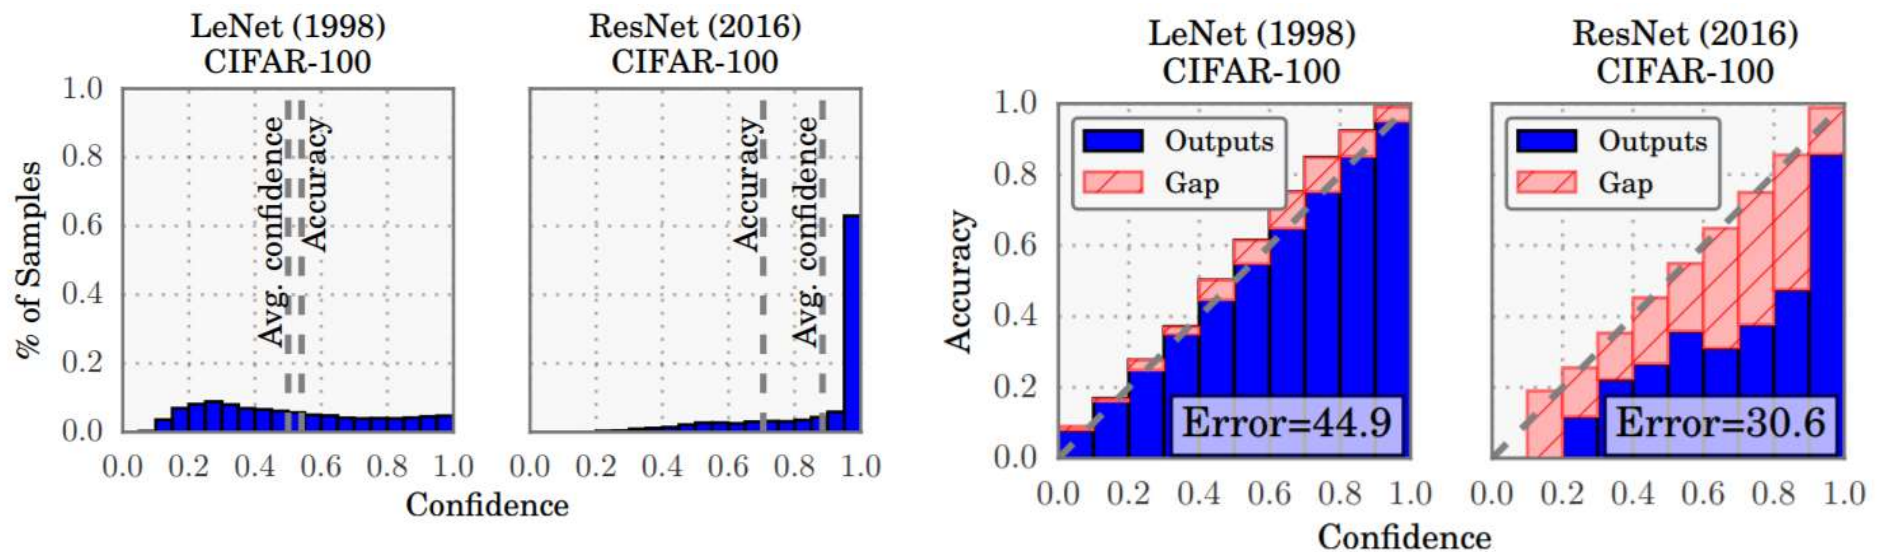 LeNet (1998)
CIFAR-100
ResNet (2016)
CIFAR-100
% of Samples
1.0
0.8
0.6
0.4
0.2
0.0
Avg. confidence
Accuracy
Accuracy
Avg. confidence
0.0 0.2 0.4 0.6 0.8 1.0
0.0 0.2 0.4 0.6 0.8 1.0
Confidence
LeNet (1998)
CIFAR-100
ResNet (2016)
CIFAR-100
Accuracy
1.0
0.8
0.6
0.4
0.2
0.0
Outputs
Gap
Error=44.9
Outputs
Gap
Error=30.6
0.0 0.2 0.4 0.6 0.8 1.0
0.0 0.2 0.4 0.6 0.8 1.0
Confidence